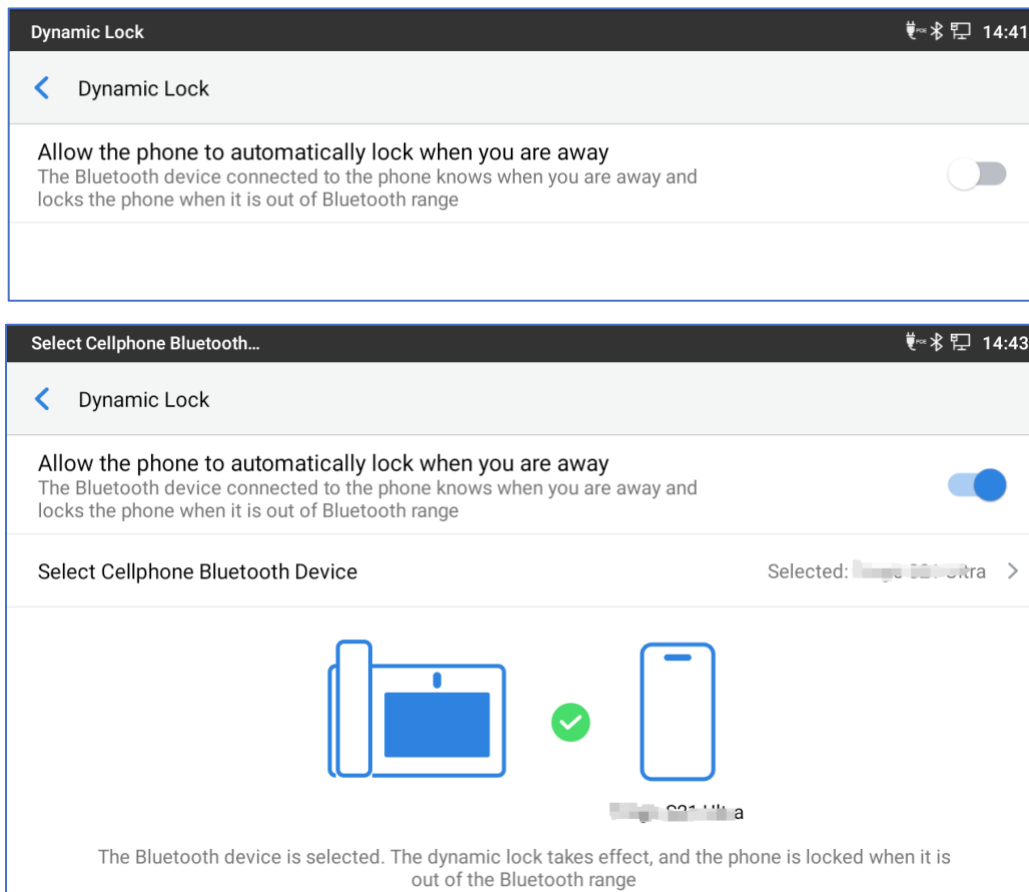 Dynamic Lock
14:41
Dynamic Lock
Allow the phone to automatically lock when you are away
The Bluetooth device connected to the phone knows when you are away and
locks the phone when it is out of Bluetooth range
Select Cellphone Bluetooth...
14:43
Dynamic Lock
Allow the phone to automatically lock when you are away
The Bluetooth device connected to the phone knows when you are away and
locks the phone when it is out of Bluetooth range
Select Cellphone Bluetooth Device
Selected:
The Bluetooth device is selected. The dynamic lock takes effect, and the phone is locked when it is
out of the Bluetooth range